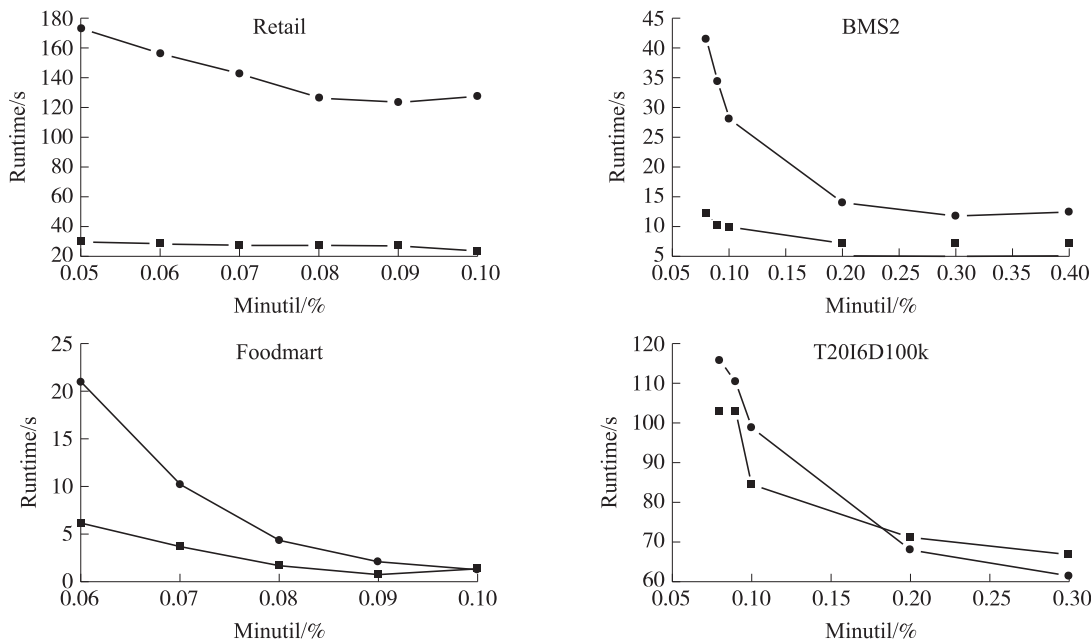 Retail
Runtime/s
180
160
140
120
100
80
60
40
20
0.05 0.06 0.07 0.08 0.09 0.10
Minutil/%
BMS2
Runtime/s
45
40
35
30
25
20
15
10
5
0.05 0.10 0.15 0.20 0.25 0.30 0.35 0.40
Minutil/%
Foodmart
Runtime/s
25
20
15
10
5
0
0.06 0.07 0.08 0.09 0.10
Minutil/%
T20I6D100k
Runtime/s
120
110
100
90
80
70
60
0.05 0.10 0.15 0.20 0.25 0.30
Minutil/%